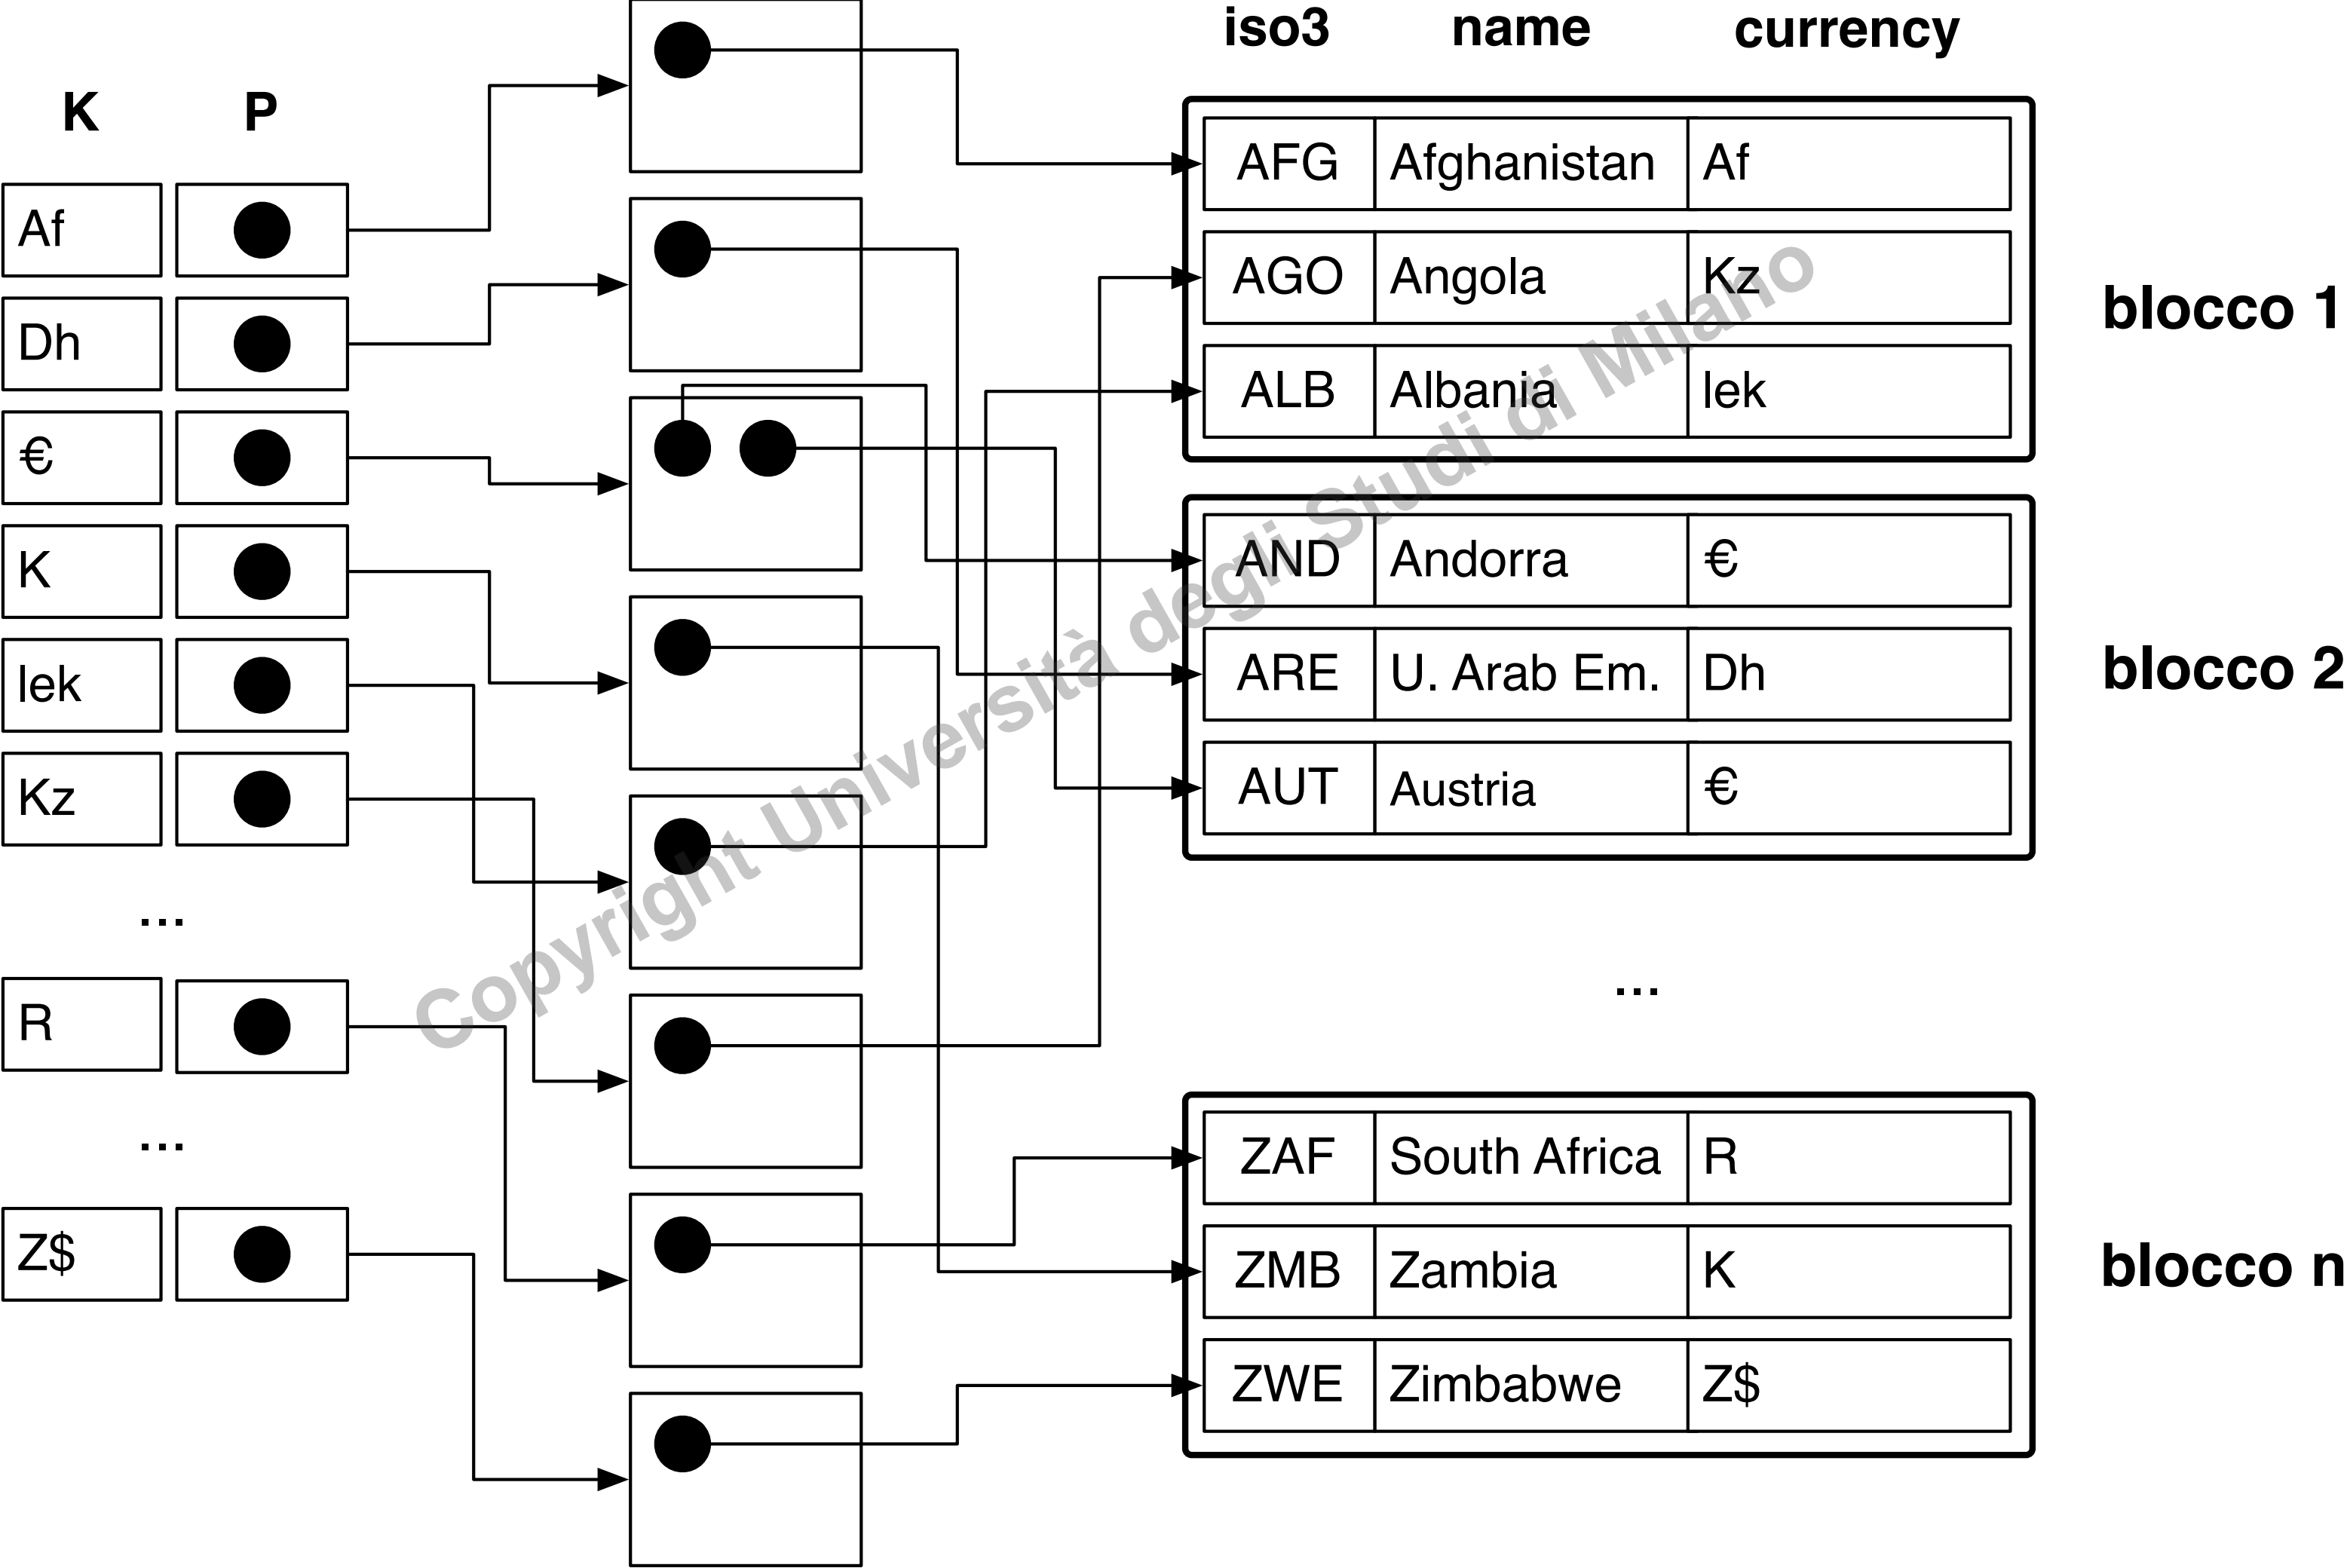 K P
Af
Dh
€
K
lek
Kz
...
R
...
Z$
iso3 name currency
AFG Afghanistan Af
AGO Angola Kz
ALB Albania lek
blocco 1
AND Andorra €
ARE U. Arab Em. Dh
AUT Austria €
blocco 2
...
ZAF South Africa R
ZMB Zambia K
ZWE Zimbabwe Z$
blocco n
Copyright Università degli Studi di Milano